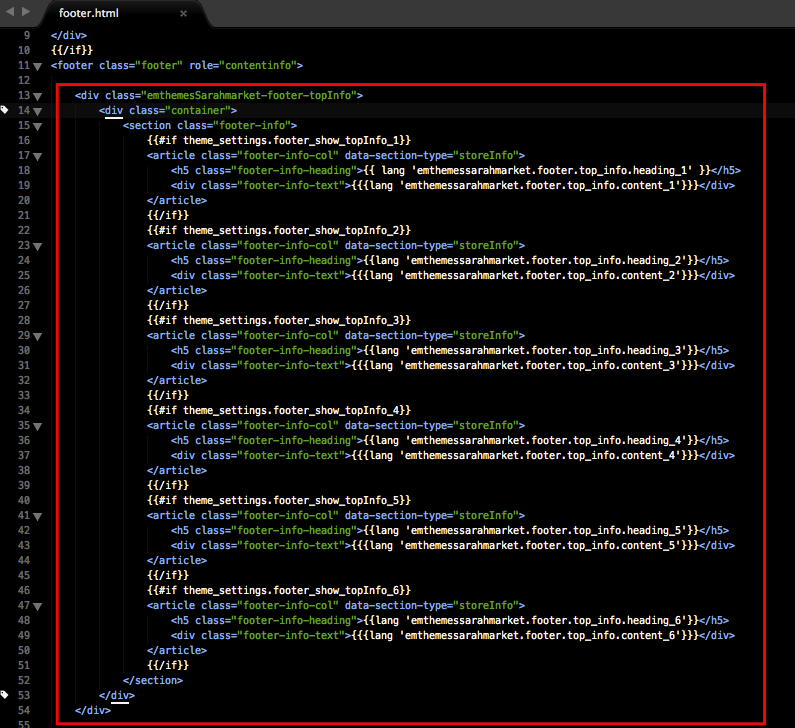 footer.html ×
9 </div>
10 {{/if}}
11 <footer class="footer" role="contentinfo">
12
13 <div class="emthemesSarahmarket-footer-topInfo">
14 <div class="container">
15 <section class="footer-info">
16 {{#if theme_settings.footer_show_topInfo_1}}
17 <article class="footer-info-col" data-section-type="storeInfo">
18 <h5 class="footer-info-heading">{{ lang 'emthemessarahmarket.footer.top_info.heading_1' }}</h5>
19 <div class="footer-info-text">{{{lang 'emthemessarahmarket.footer.top_info.content_1'}}}</div>
20 </article>
21 {{/if}}
22 {{#if theme_settings.footer_show_topInfo_2}}
23 <article class="footer-info-col" data-section-type="storeInfo">
24 <h5 class="footer-info-heading">{{lang 'emthemessarahmarket.footer.top_info.heading_2'}}</h5>
25 <div class="footer-info-text">{{{lang 'emthemessarahmarket.footer.top_info.content_2'}}}</div>
26 </article>
27 {{/if}}
28 {{#if theme_settings.footer_show_topInfo_3}}
29 <article class="footer-info-col" data-section-type="storeInfo">
30 <h5 class="footer-info-heading">{{lang 'emthemessarahmarket.footer.top_info.heading_3'}}</h5>
31 <div class="footer-info-text">{{{lang 'emthemessarahmarket.footer.top_info.content_3'}}}</div>
32 </article>
33 {{/if}}
34 {{#if theme_settings.footer_show_topInfo_4}}
35 <article class="footer-info-col" data-section-type="storeInfo">
36 <h5 class="footer-info-heading">{{lang 'emthemessarahmarket.footer.top_info.heading_4'}}</h5>
37 <div class="footer-info-text">{{{lang 'emthemessarahmarket.footer.top_info.content_4'}}}</div>
38 </article>
39 {{/if}}
40 {{#if theme_settings.footer_show_topInfo_5}}
41 <article class="footer-info-col" data-section-type="storeInfo">
42 <h5 class="footer-info-heading">{{lang 'emthemessarahmarket.footer.top_info.heading_5'}}</h5>
43 <div class="footer-info-text">{{{lang 'emthemessarahmarket.footer.top_info.content_5'}}}</div>
44 </article>
45 {{/if}}
46 {{#if theme_settings.footer_show_topInfo_6}}
47 <article class="footer-info-col" data-section-type="storeInfo">
48 <h5 class="footer-info-heading">{{lang 'emthemessarahmarket.footer.top_info.heading_6'}}</h5>
49 <div class="footer-info-text">{{{lang 'emthemessarahmarket.footer.top_info.content_6'}}}</div>
50 </article>
51 {{/if}}
52 </section>
53 </div>
54 </div>
55